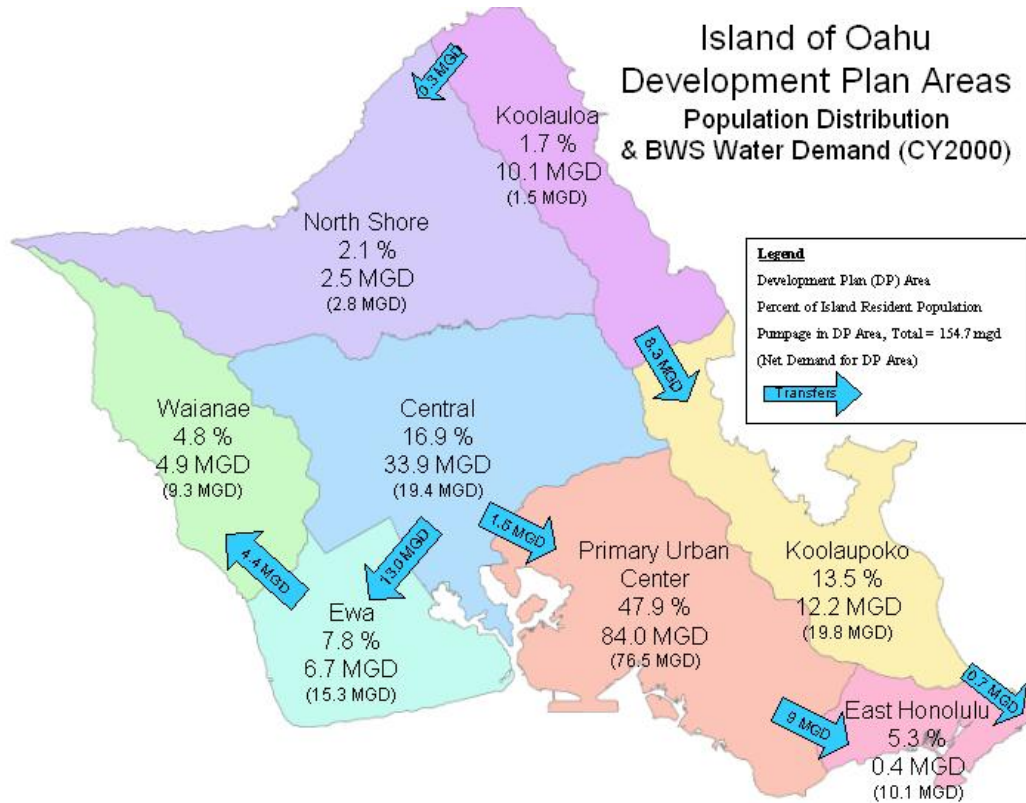 Island of Oahu
Development Plan Areas
Population Distribution
& BWS Water Demand (CY2000)
0.3 MGD
Koolauloa
1.7 %
10.1 MGD
(1.5 MGD)
North Shore
2.1 %
2.5 MGD
(2.8 MGD)
Legend
Development Plan (DP) Area
Percent of Island Resident Population
Pumpage in DP Area, Total = 154.7 mgd
(Net Demand for DP Area)
Transfers
8.3 MGD
Waianae
4.8 %
4.9 MGD
(9.3 MGD)
Central
16.9 %
33.9 MGD
(19.4 MGD)
4.4 MGD
13.0 MGD
1.5 MGD
Ewa
7.8 %
6.7 MGD
(15.3 MGD)
Primary Urban
Center
47.9 %
84.0 MGD
(76.5 MGD)
Koolaupoko
13.5 %
12.2 MGD
(19.8 MGD)
0.7 MGD
9 MGD
East Honolulu
5.3 %
0.4 MGD
(10.1 MGD)